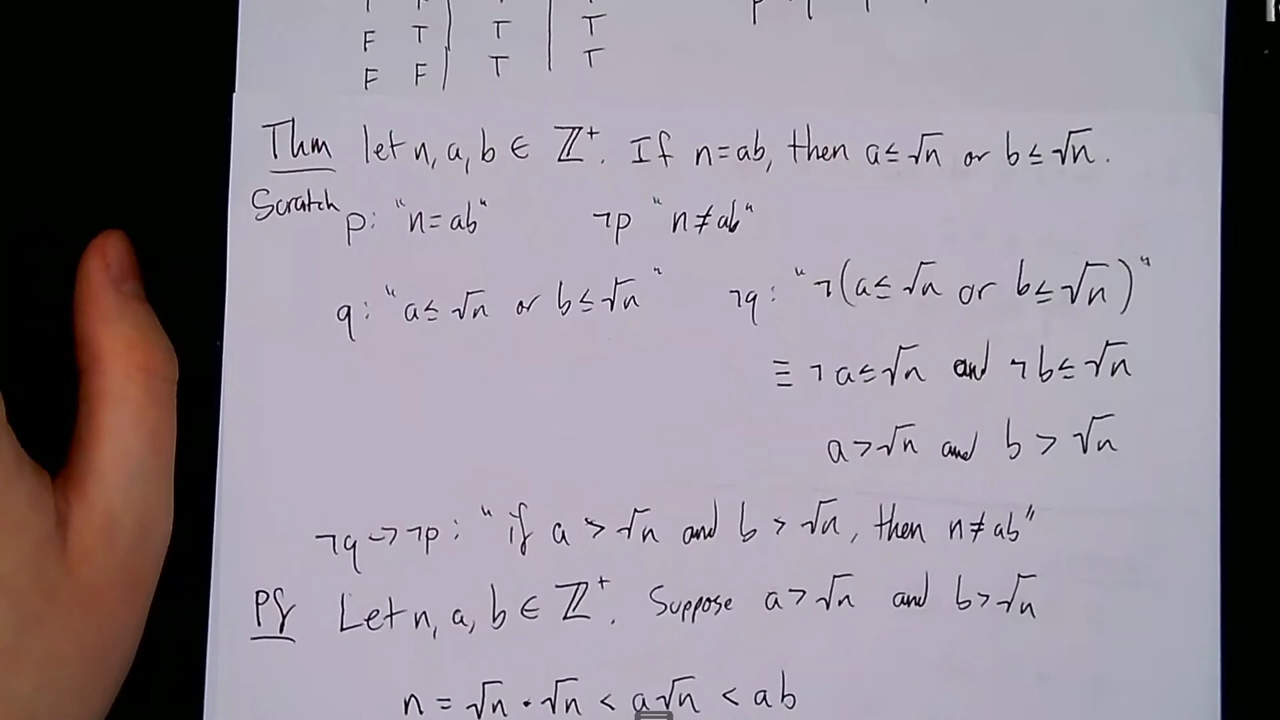 F T | T | T
F F | T | T
Thm let n, a, b ∈ ℤ⁺. If n=ab, then a≤√n or b≤√n.
Scratch p: "n=ab" ¬p "n≠ab"
q: "a≤√n or b≤√n" ¬q: "¬(a≤√n or b≤√n)"
≡ ¬a≤√n and ¬b≤√n
a>√n and b>√n
¬q→¬p: "if a>√n and b>√n, then n≠ab"
Pf Let n, a, b ∈ ℤ⁺. Suppose a>√n and b>√n
n = √n·√n < a√n < ab